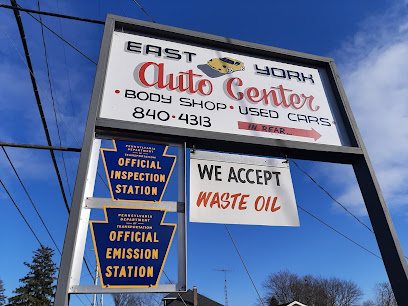 EAST YORK
Auto Center
• BODY SHOP • USED CARS
840•4313
IN REAR
PENNSYLVANIA
DEPARTMENT
OF
TRANSPORTATION
OFFICIAL
INSPECTION
STATION
WE ACCEPT
WASTE OIL
PENNSYLVANIA
DEPARTMENT
OF
TRANSPORTATION
OFFICIAL
EMISSION
STATION